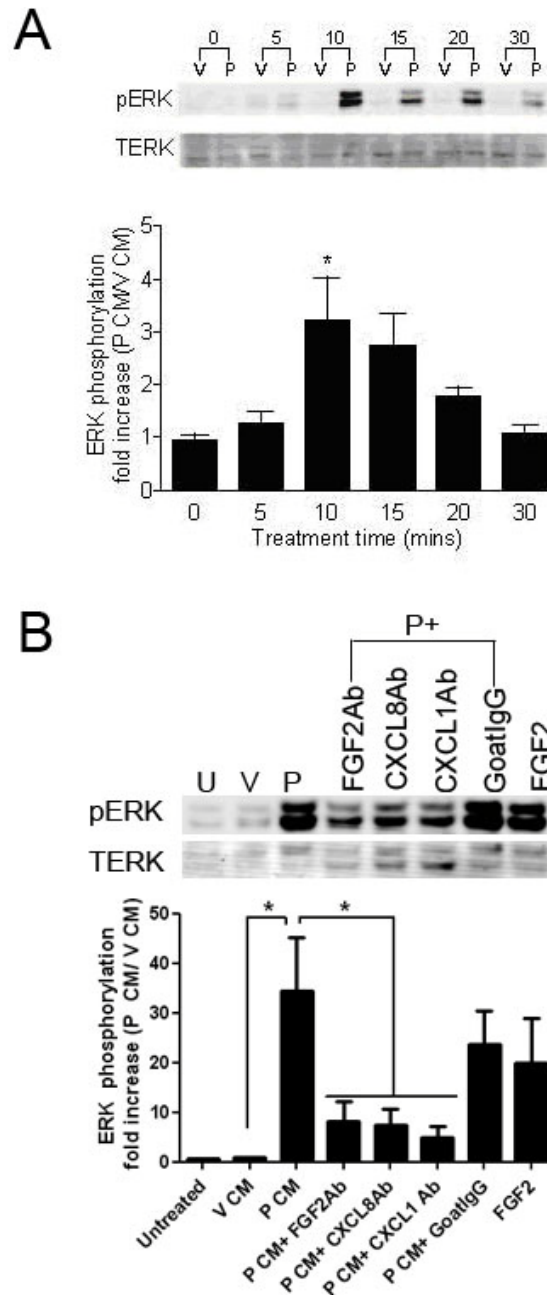 A
0 5 10 15 20 30
V P V P V P V P V P V P
pERK
TERK
ERK phosphorylation
fold increase (P CM/V CM)
5
4
3
2
1
0
*
0 5 10 15 20 30
Treatment time (mins)
B
P+
U V P FGF2Ab CXCL8Ab CXCL1Ab GoatIgG FGF2
pERK
TERK
ERK phosphorylation
fold increase (P CM/ V CM)
50
40
30
20
10
0
* *
Untreated
V CM
P CM
P CM+ FGF2Ab
P CM+ CXCL8Ab
P CM+ CXCL1 Ab
P CM+ GoatIgG
FGF2